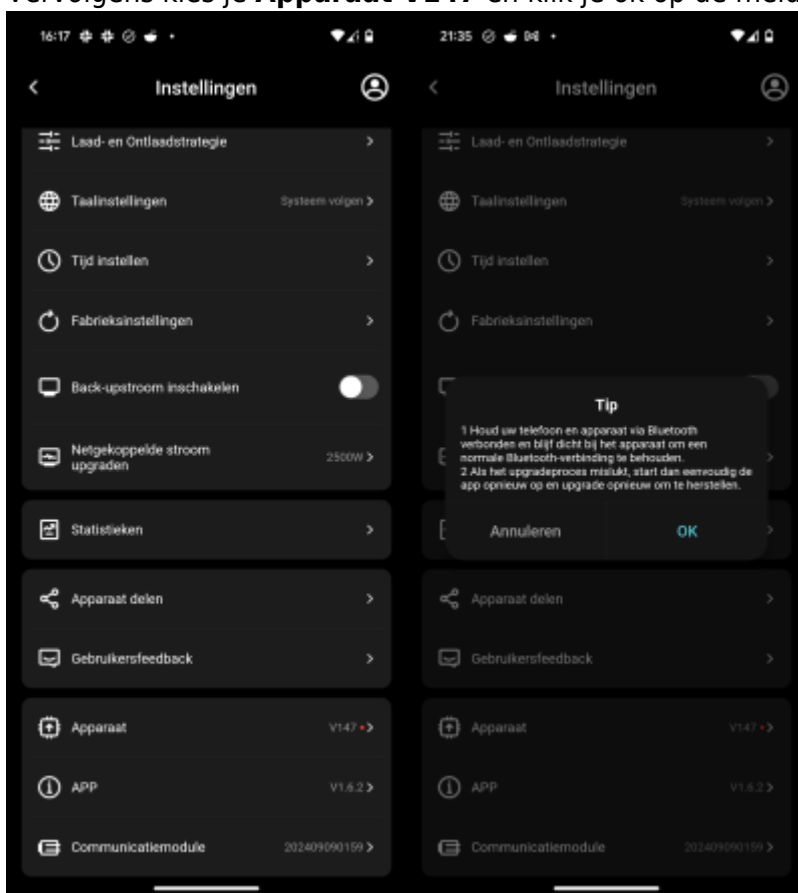 Vervolgens kies je Apparaat V147 en klik je ok op de meld
16:17
Instellingen
Laad- en Ontlaadstrategie
Taalinstellingen
Systeem volgen
Tijd instellen
Fabrieksinstellingen
Back-upstroom inschakelen
Netgekoppelde stroom
upgraden
2500W
Statistieken
Apparaat delen
Gebruikersfeedback
Apparaat
V147
APP
V1.6.2
Communicatiemodule
202409090159
21:35
Instellingen
Laad- en Ontlaadstrategie
Taalinstellingen
Systeem volgen
Tijd instellen
Fabrieksinstellingen
Tip
1 Houd uw telefoon en apparaat via Bluetooth
verbonden en blijf dicht bij het apparaat om een
normale Bluetooth-verbinding te behouden.
2 Als het upgradeproces mislukt, start dan eenvoudig de
app opnieuw op en upgrade opnieuw om te herstellen.
Annuleren
OK
Apparaat delen
Gebruikersfeedback
Apparaat
V147
APP
V1.6.2
Communicatiemodule
202409090159